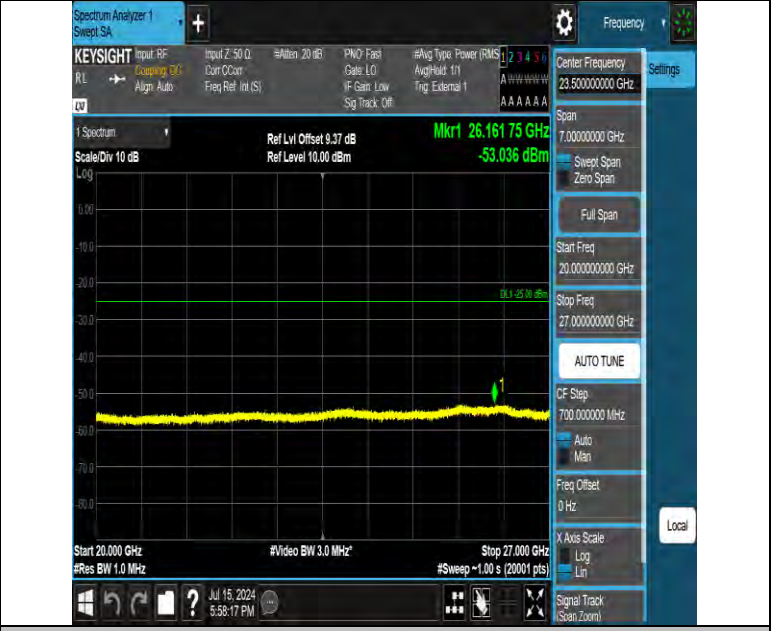 Spectrum Analyzer 1
Swept SA
+
Frequency
KEYSIGHT
RL
Input: RF
Coupling: DC
Align: Auto
Input Z: 50 Ω
Corr CCorr
Freq Ref: Int (S)
#Atten: 20 dB
PNO: Fast
Gate: LO
IF Gain: Low
Sig Track: Off
#Avg Type: Power (RMS
Avg|Hold: 1/1
Trig: External 1
1 2 3 4 5 6
A W W W W W
A A A A A A
LXI
1 Spectrum
Scale/Div 10 dB
Ref Lvl Offset 9.37 dB
Ref Level 10.00 dBm
Mkr1 26.161 75 GHz
-53.036 dBm
Log
0.00
-10.0
-20.0
DL1 -25.00 dBm
-30.0
-40.0
-50.0
1
-60.0
-70.0
-80.0
Start 20.000 GHz
#Res BW 1.0 MHz
#Video BW 3.0 MHz*
Stop 27.000 GHz
#Sweep ~1.00 s (20001 pts)
Center Frequency
23.500000000 GHz
Settings
Span
7.00000000 GHz
Swept Span
Zero Span
Full Span
Start Freq
20.000000000 GHz
Stop Freq
27.000000000 GHz
AUTO TUNE
CF Step
700.000000 MHz
Auto
Man
Freq Offset
0 Hz
X Axis Scale
Log
Lin
Local
Signal Track
(Span Zoom)
?
Jul 15, 2024
5:58:17 PM